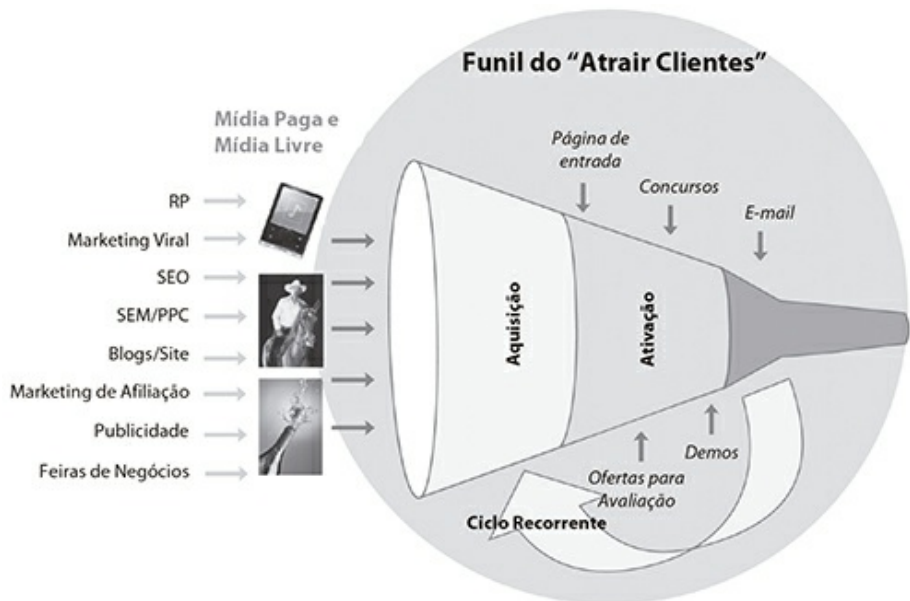 Funil do “Atrair Clientes”
Mídia Paga e
Mídia Livre
RP
Marketing Viral
SEO
SEM/PPC
Blogs/Site
Marketing de Afiliação
Publicidade
Feiras de Negócios
Página de
entrada
Concursos
E-mail
Aquisição
Ativação
Demos
Ofertas para
Avaliação
Ciclo Recorrente